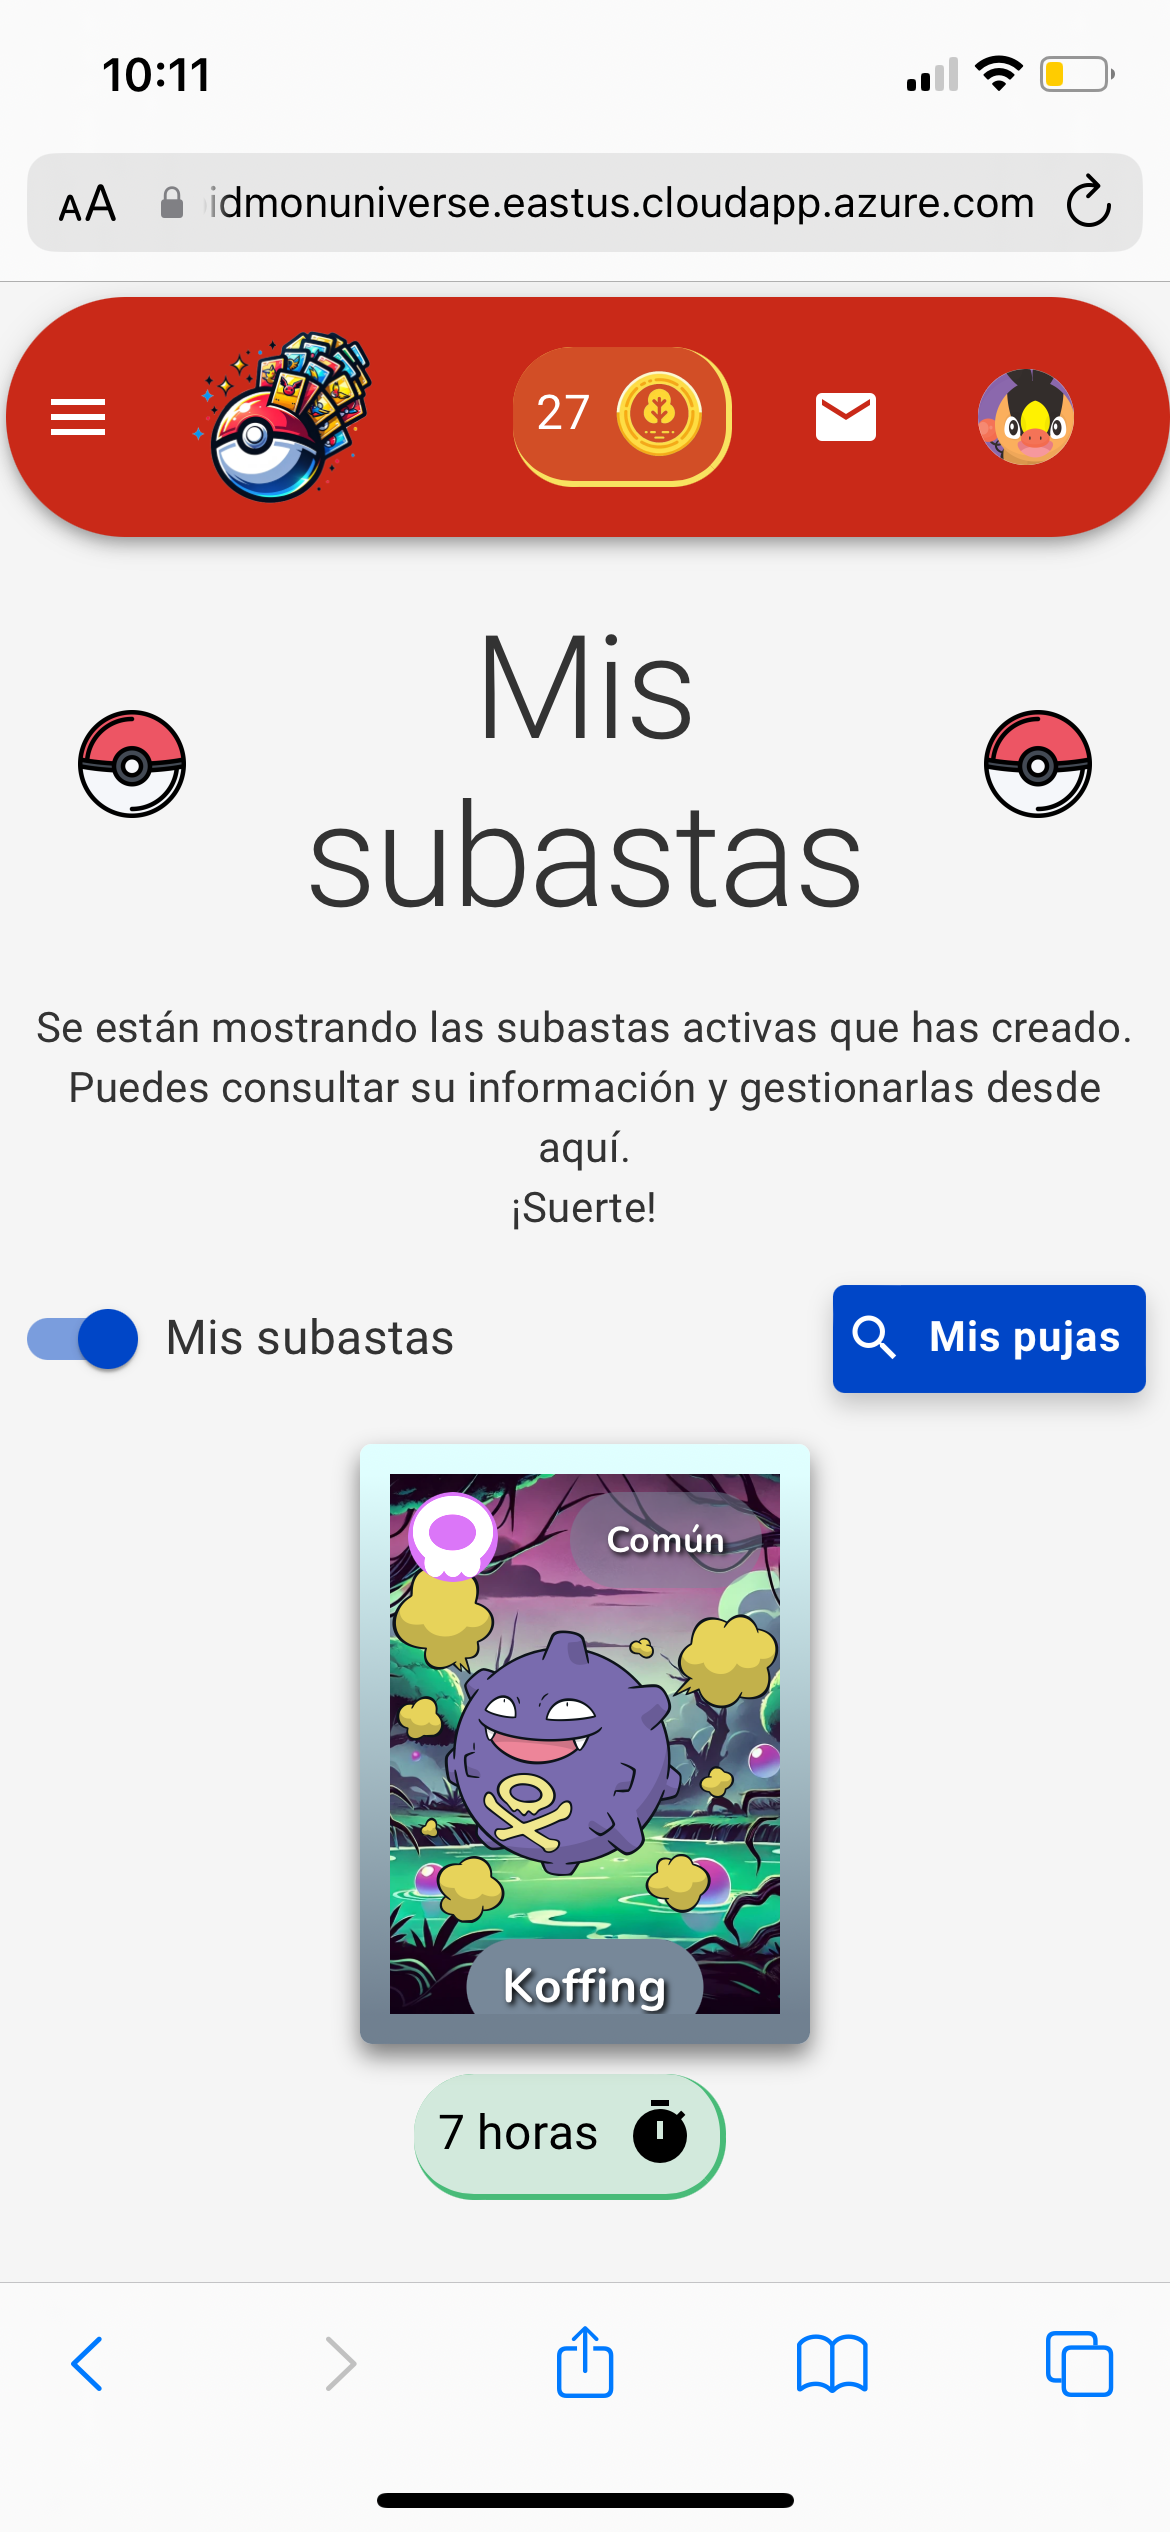 10:11
AA idmonuniverse.eastus.cloudapp.azure.com
27
Mis
subastas
Se están mostrando las subastas activas que has creado.
Puedes consultar su información y gestionarlas desde
aquí.
¡Suerte!
Mis subastas
Mis pujas
Común
Koffing
7 horas